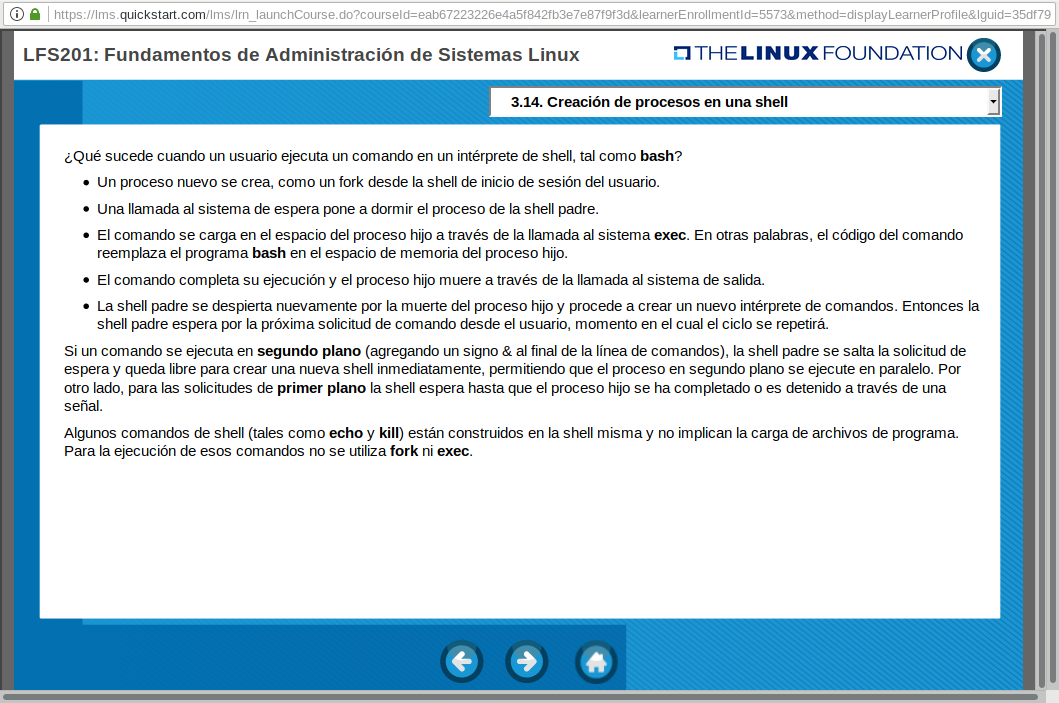 https://lms.quickstart.com/lms/lrn_launchCourse.do?courseId=eab67223226e4a5f842fb3e7e87f9f3d&learnerEnrollmentId=5573&method=displayLearnerProfile&lguid=35df79
LFS201: Fundamentos de Administración de Sistemas Linux
THE LINUX FOUNDATION
3.14. Creación de procesos en una shell
¿Qué sucede cuando un usuario ejecuta un comando en un intérprete de shell, tal como bash?
• Un proceso nuevo se crea, como un fork desde la shell de inicio de sesión del usuario.
• Una llamada al sistema de espera pone a dormir el proceso de la shell padre.
• El comando se carga en el espacio del proceso hijo a través de la llamada al sistema exec. En otras palabras, el código del comando
reemplaza el programa bash en el espacio de memoria del proceso hijo.
• El comando completa su ejecución y el proceso hijo muere a través de la llamada al sistema de salida.
• La shell padre se despierta nuevamente por la muerte del proceso hijo y procede a crear un nuevo intérprete de comandos. Entonces la
shell padre espera por la próxima solicitud de comando desde el usuario, momento en el cual el ciclo se repetirá.
Si un comando se ejecuta en segundo plano (agregando un signo & al final de la línea de comandos), la shell padre se salta la solicitud de
espera y queda libre para crear una nueva shell inmediatamente, permitiendo que el proceso en segundo plano se ejecute en paralelo. Por
otro lado, para las solicitudes de primer plano la shell espera hasta que el proceso hijo se ha completado o es detenido a través de una
señal.
Algunos comandos de shell (tales como echo y kill) están construidos en la shell misma y no implican la carga de archivos de programa.
Para la ejecución de esos comandos no se utiliza fork ni exec.